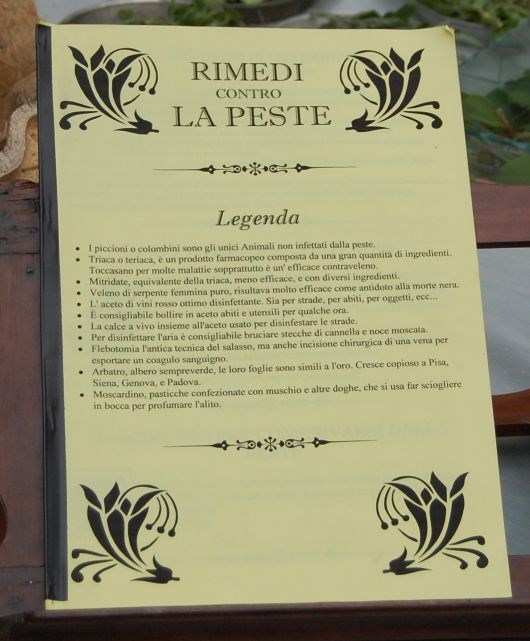 RIMEDI
CONTRO
LA PESTE
Legenda
• I piccioni o colombini sono gli unici Animali non infettati dalla peste.
• Triaca o teriaca, è un prodotto farmacopeo composta da una gran quantità di ingredienti.
Toccasano per molte malattie soprattutto è un' efficace contraveleno.
• Mitridate, equivalente della triaca, meno efficace, e con diversi ingredienti.
• Veleno di serpente femmina puro, risultava molto efficace come antidoto alla morte nera.
• L' aceto di vini rosso ottimo disinfettante. Sia per strade, per abiti, per oggetti, ecc...
• È consigliabile bollire in aceto abiti e utensili per qualche ora.
• La calce a vivo insieme all'aceto usato per disinfestare le strade.
• Per disinfettare l'aria è consigliabile bruciare stecche di cannella e noce moscata.
• Flebotomia l'antica tecnica del salasso, ma anche incisione chirurgica di una vena per
esportare un coagulo sanguigno.
• Arbatro, albero sempreverde, le loro foglie sono simili a l'oro. Cresce copioso a Pisa,
Siena, Genova, e Padova.
• Moscardino, pasticche confezionate con muschio e altre doghe, che si usa far sciogliere
in bocca per profumare l'alito.